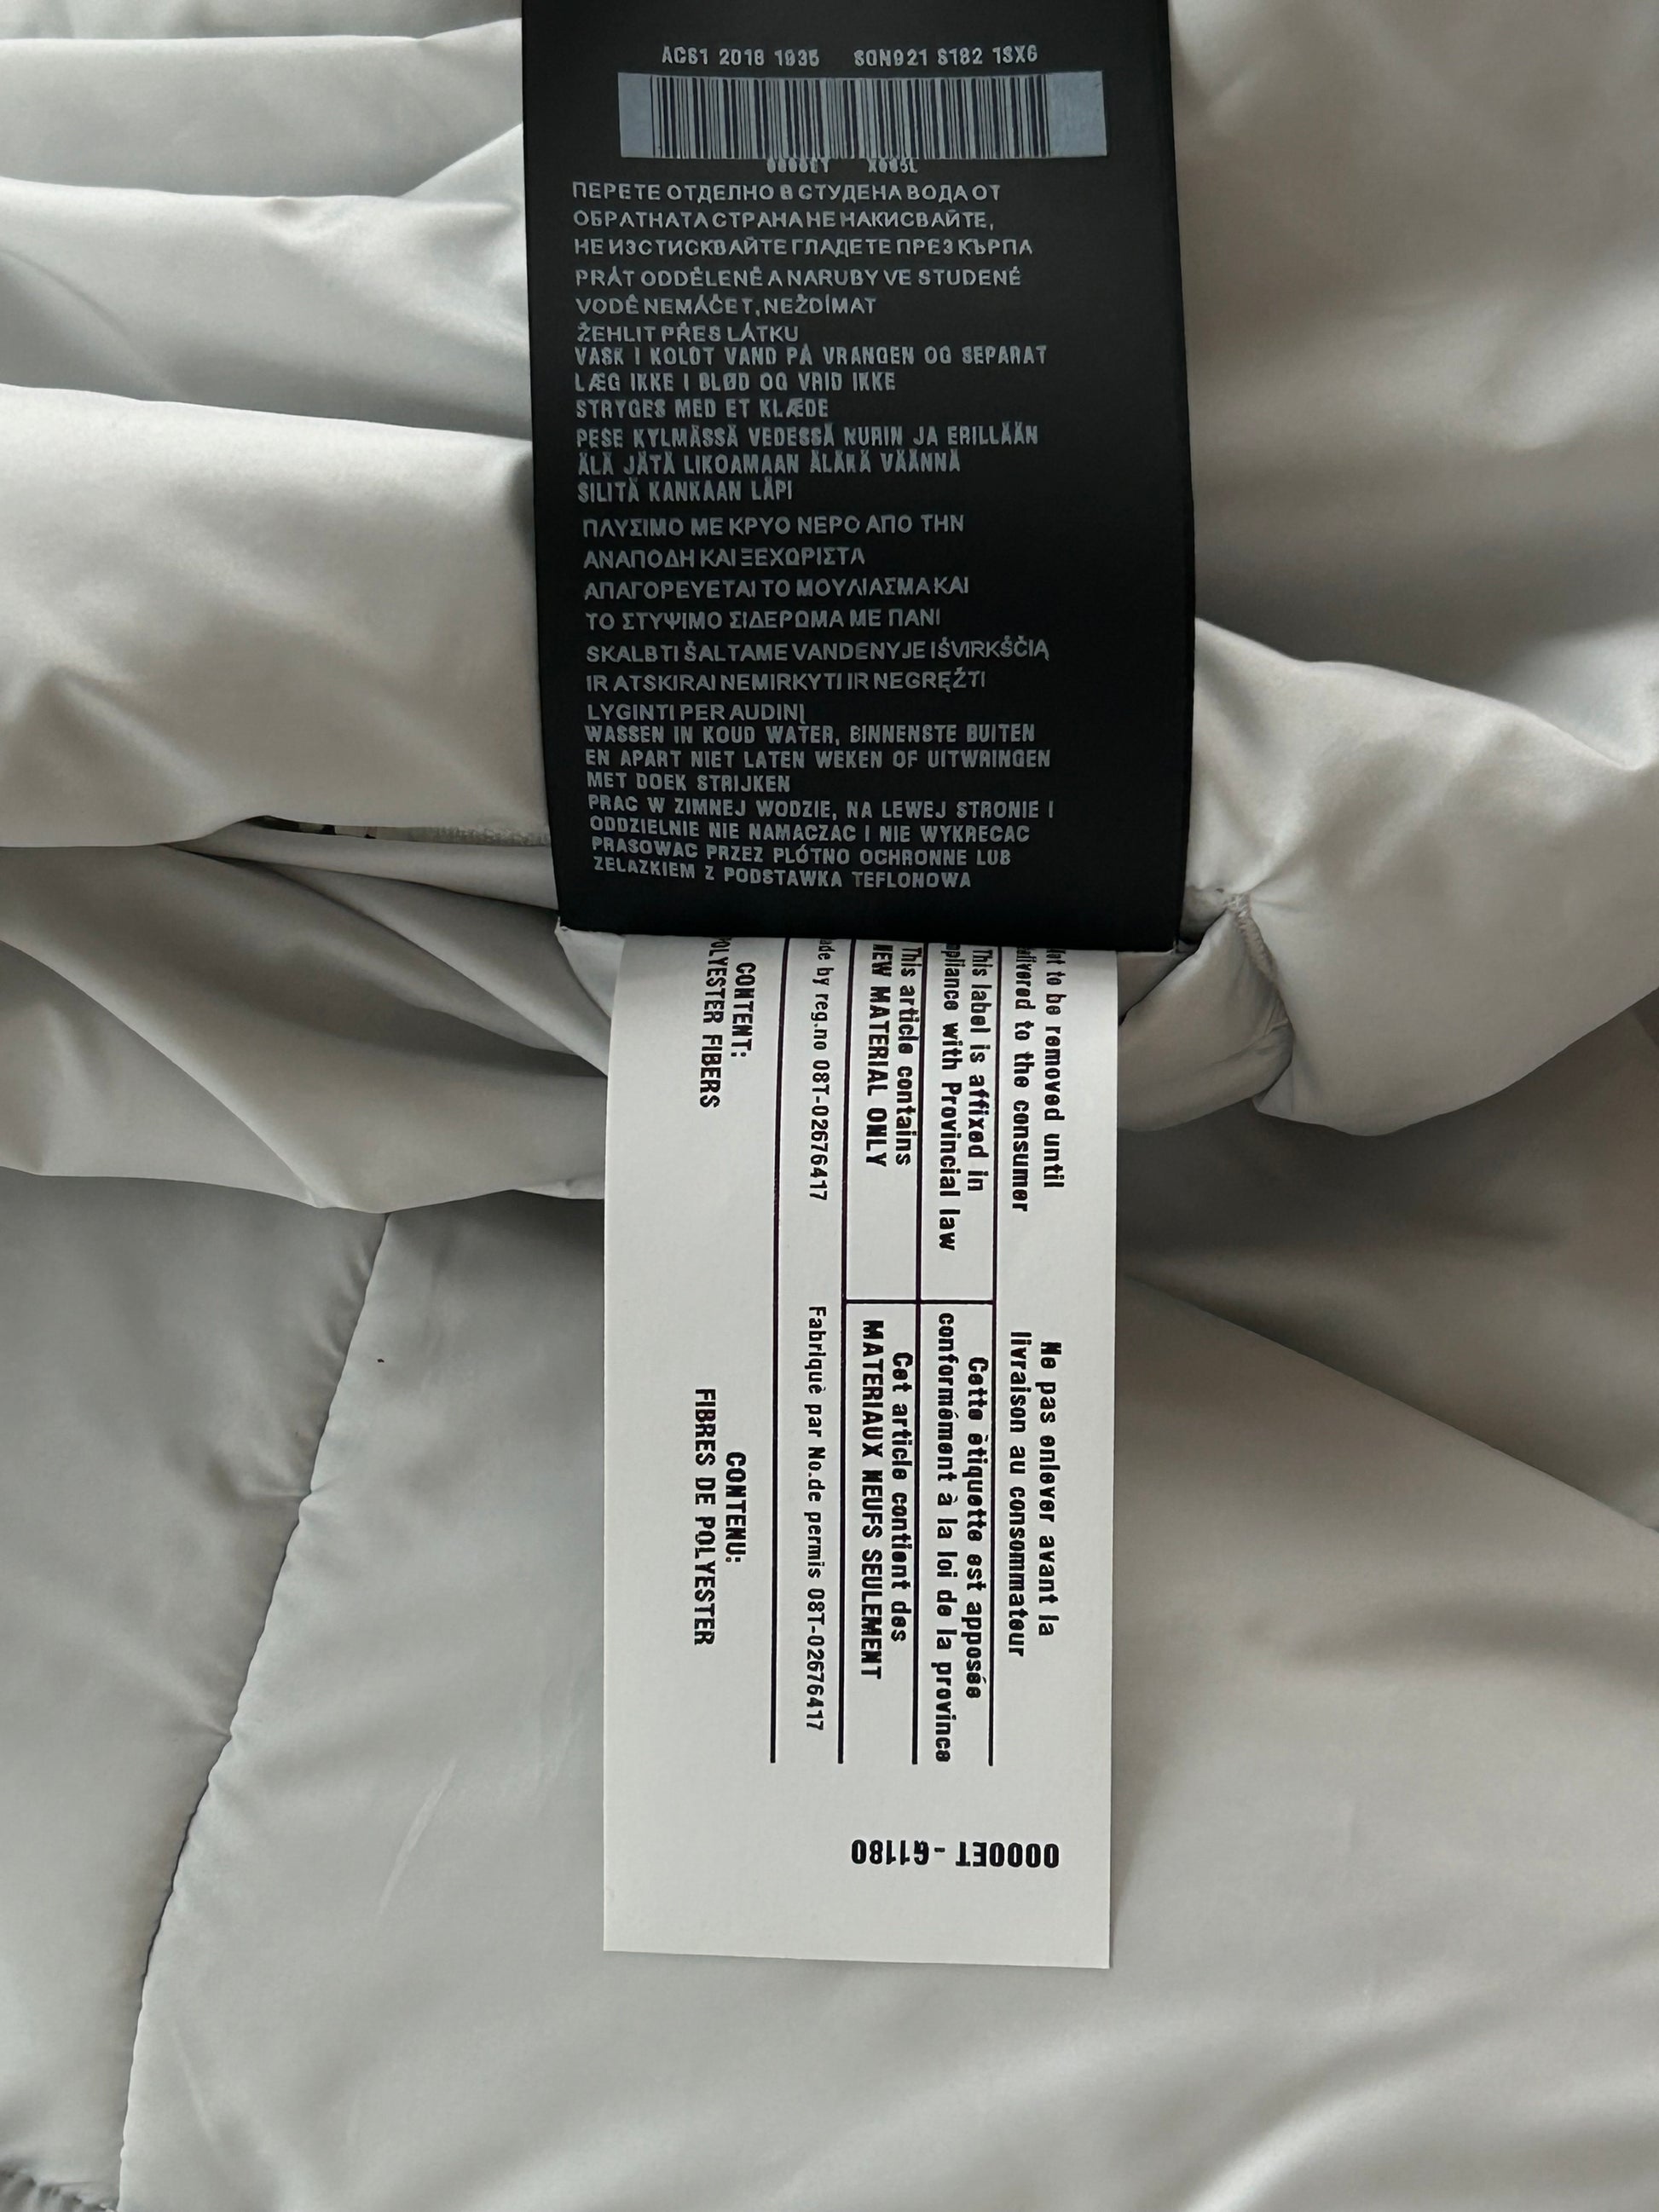 ACS1 2018 1935 SON921 S182 1SX6
ПЕРЕТЕ ОТДЕЛНО В СТУДЕНА ВОДА ОТ
ОБРАТНАТА СТРАНА НЕ НАКИСВАЙТЕ,
НЕ ИЗСТИСКВАЙТЕ ГЛАДЕТЕ ПРЕЗ КЪРПА
PRÁT ODDĚLENĚ A NARUBY VE STUDENÉ
VODĚ NEMÁČET, NEŽDÍMAT
ŽEHLIT PŘES LÁTKU
VASK I KOLDT VAND PÅ VRANGEN OG SEPARAT
LÆG IKKE I BLØD OG VRID IKKE
STRYGES MED ET KLÆDE
PESE KYLMÄSSÄ VEDESSÄ NURIN JA ERILLÄÄN
ÄLÄ JÄTÄ LIKOAMAAN ÄLÄKÄ VÄÄNNÄ
SILITÄ KANKAAN LÄPI
ΠΛΥΣΙΜΟ ΜΕ ΚΡΥΟ ΝΕΡΟ ΑΠΟ ΤΗΝ
ΑΝΑΠΟΔΗ ΚΑΙ ΞΕΧΩΡΙΣΤΑ
ΑΠΑΓΟΡΕΥΕΤΑΙ ΤΟ ΜΟΥΛΙΑΣΜΑ ΚΑΙ
ΤΟ ΣΤΥΨΙΜΟ ΣΙΔΕΡΩΜΑ ΜΕ ΠΑΝΙ
SKALBTI ŠALTAME VANDENYJE IŠVIRKŠČIĄ
IR ATSKIRAI NEMIRKYTI IR NEGRĘŽTI
LYGINTI PER AUDINĮ
WASSEN IN KOUD WATER, BINNENSTE BUITEN
EN APART NIET LATEN WEKEN OF UITWRINGEN
MET DOEK STRIJKEN
PRAC W ZIMNEJ WODZIE, NA LEWEJ STRONIE I
ODDZIELNIE NIE NAMACZAC I NIE WYKRECAC
PRASOWAC PRZEZ PLÓTNO OCHRONNE LUB
ZELAZKIEM Z PODSTAWKA TEFLONOWA
to be removed until
to the consumer
This label is affixed in
with Provincial law
This article contains
NEW MATERIAL ONLY
by reg.no 08T-02676417
CONTENT:
POLYESTER FIBERS
Ne pas enlever avant la
livraison au consommateur
Cette ètiquette est apposée
conformément à la loi de la province
Cet article contient des
MATERIAUX NEUFS SEULEMENT
Fabriquè par No.de permis 08T-02676417
CONTENU:
FIBRES DE POLYESTER
0000ET - G1180